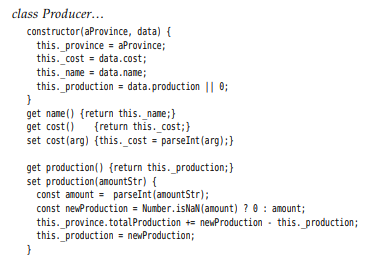 class Producer…
constructor(aProvince, data) {
this._province = aProvince;
this._cost = data.cost;
this._name = data.name;
this._production = data.production || 0;
}
get name() {return this._name;}
get cost()    {return this._cost;}
set cost(arg) {this._cost = parseInt(arg);}
get production() {return this._production;}
set production(amountStr) {
const amount =  parseInt(amountStr);
const newProduction = Number.isNaN(amount) ? 0 : amount;
this._province.totalProduction += newProduction - this._production;
this._production = newProduction;
}